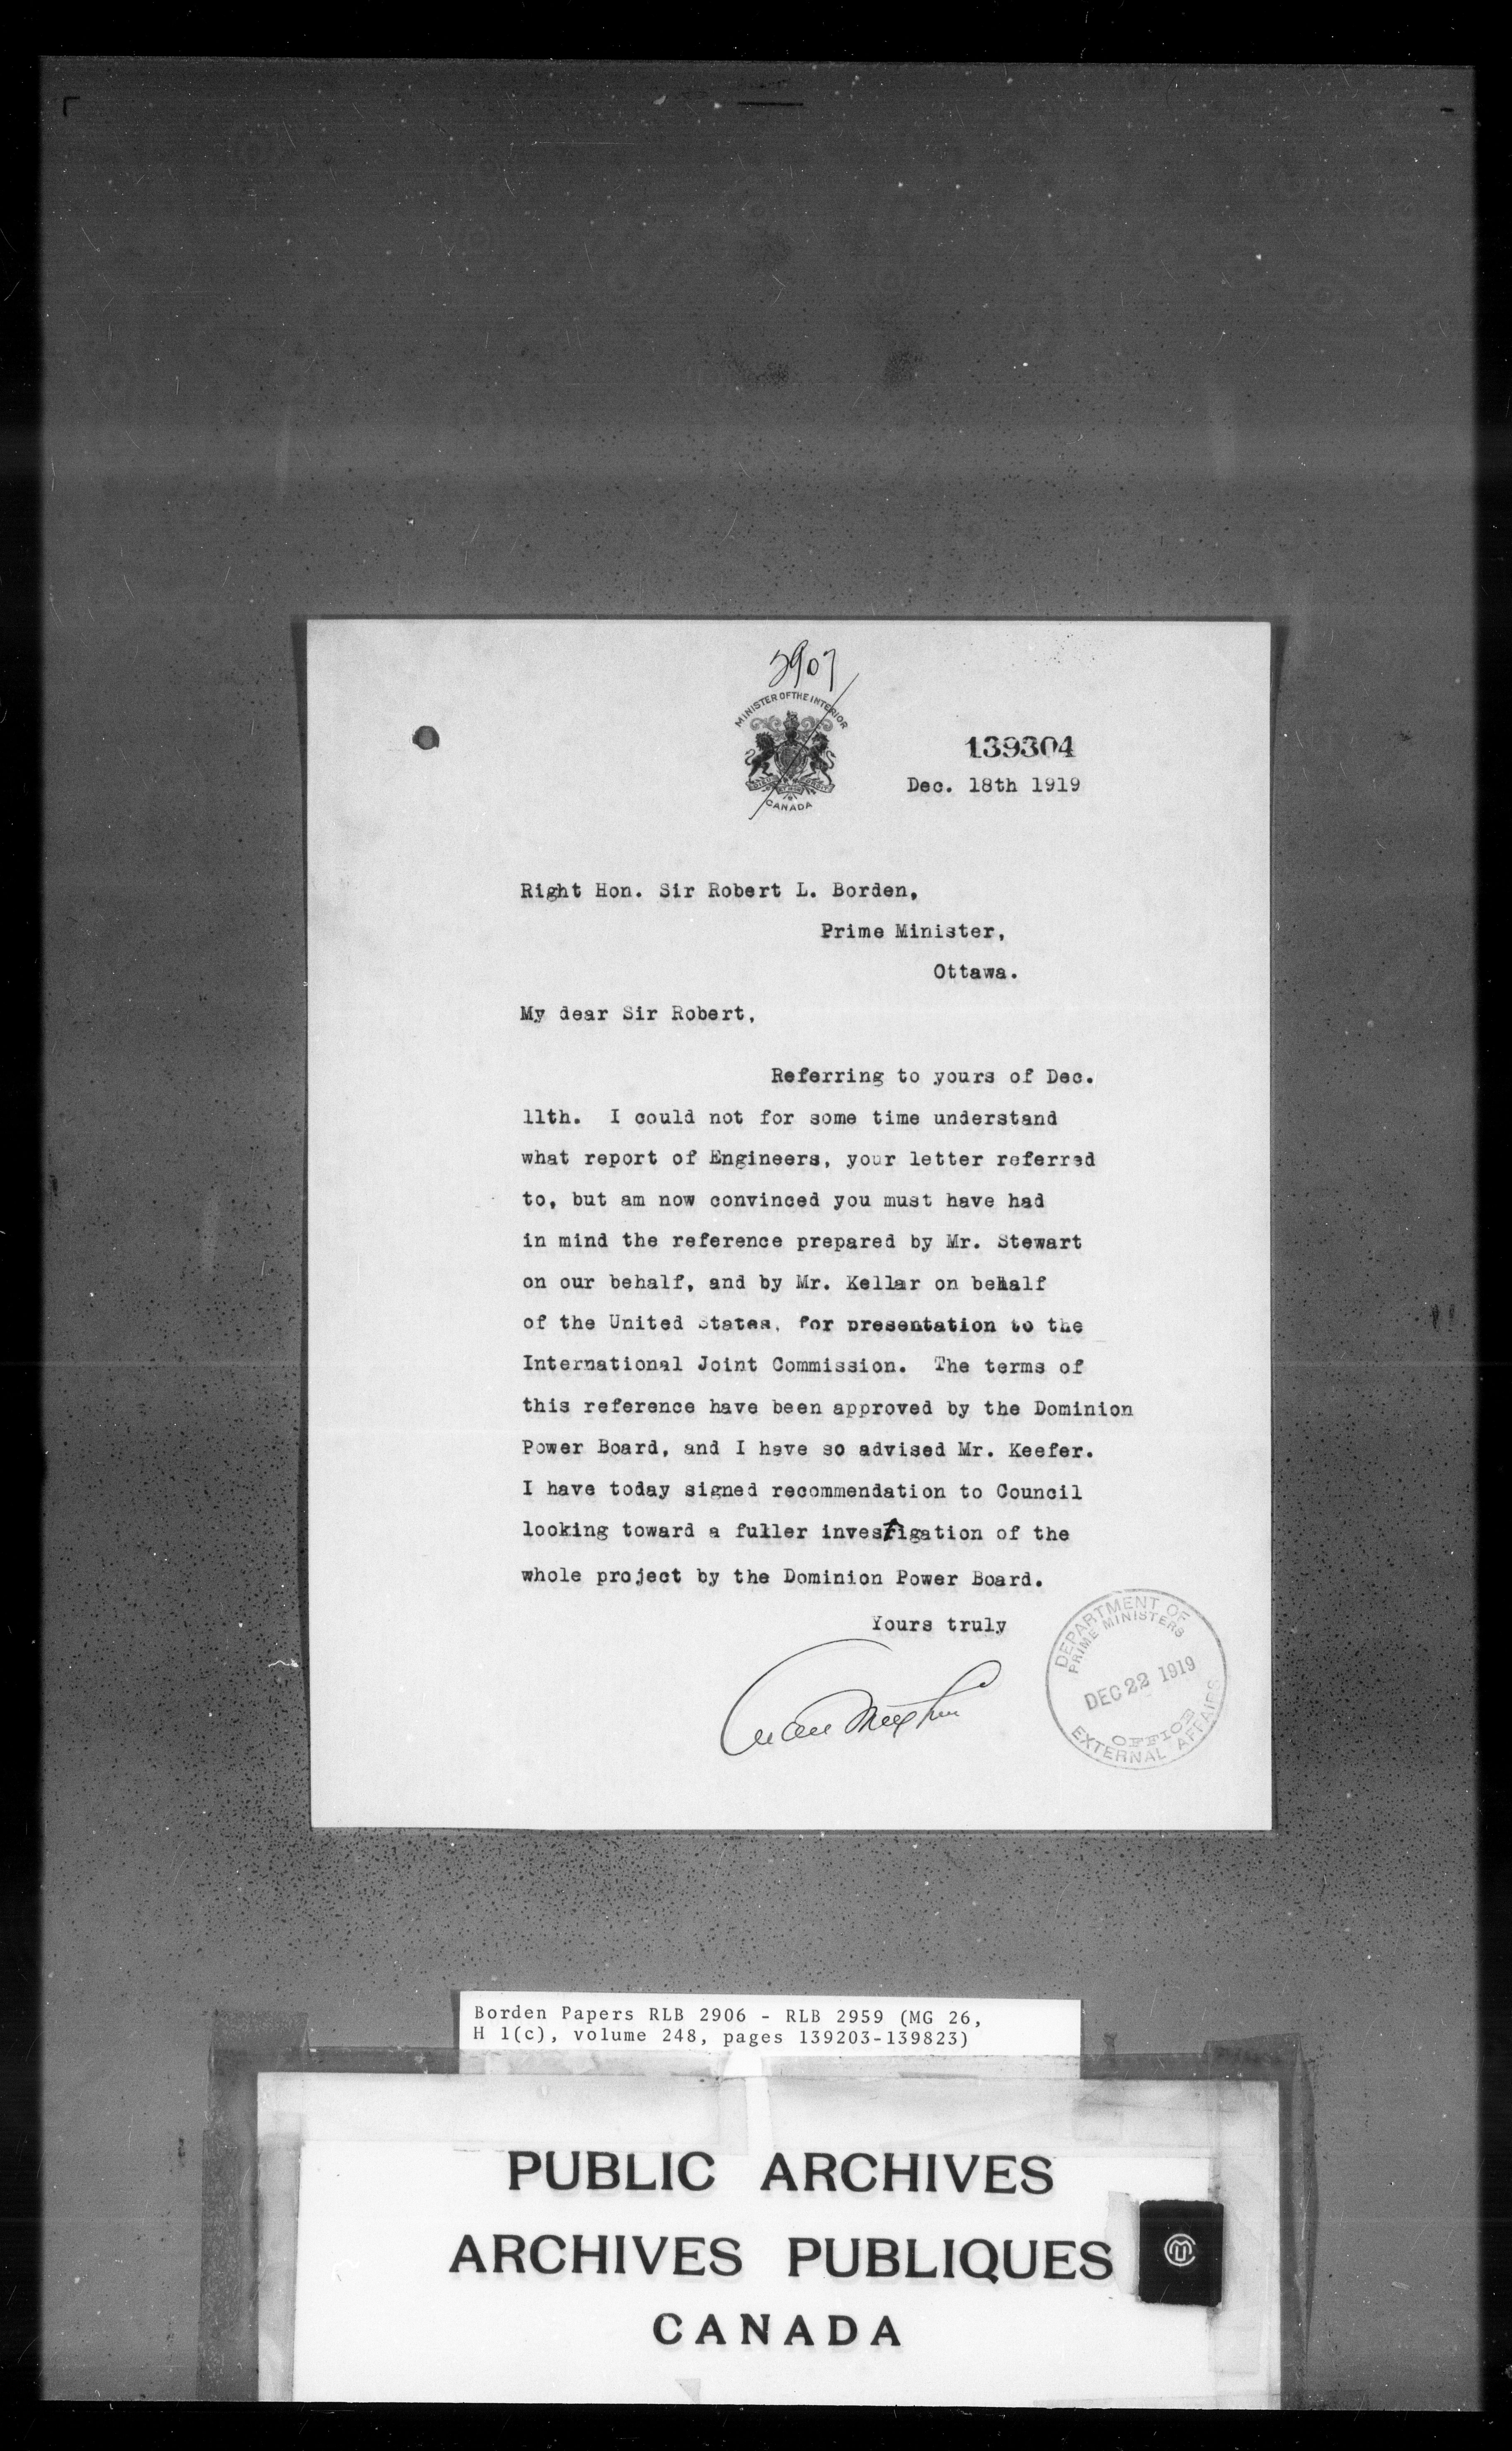 MINISTER OF THE INTERIOR
CANADA
139304
Dec. 18th 1919
Right Hon. Sir Robert L. Borden,
Prime Minister,
Ottawa.
My dear Sir Robert,
Referring to yours of Dec.
11th. I could not for some time understand
what report of Engineers, your letter referred
to, but am now convinced you must have had
in mind the reference prepared by Mr. Stewart
on our behalf, and by Mr. Kellar on behalf
of the United States, for presentation to the
International Joint Commission. The terms of
this reference have been approved by the Dominion
Power Board, and I have so advised Mr. Keefer.
I have today signed recommendation to Council
looking toward a fuller investigation of the
whole project by the Dominion Power Board.
Yours truly
Arthur Meighen
DEPARTMENT OF
PRIME MINISTERS
DEC 22 1919
OFFICE
EXTERNAL AFFAIRS
Borden Papers RLB 2906 - RLB 2959 (MG 26,
H 1(c), volume 248, pages 139203-139823)
PUBLIC ARCHIVES
ARCHIVES PUBLIQUES
CANADA